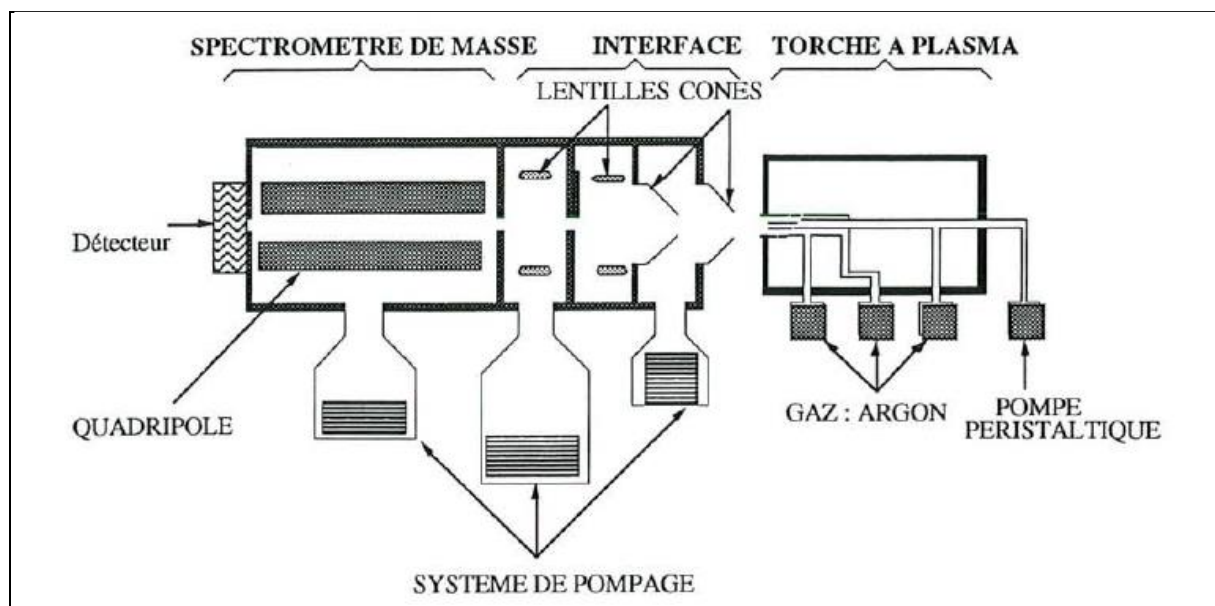 SPECTROMETRE DE MASSE
INTERFACE
TORCHE A PLASMA
LENTILLES CONES
Détecteur
QUADRIPOLE
GAZ : ARGON
POMPE
PERISTALTIQUE
SYSTEME DE POMPAGE